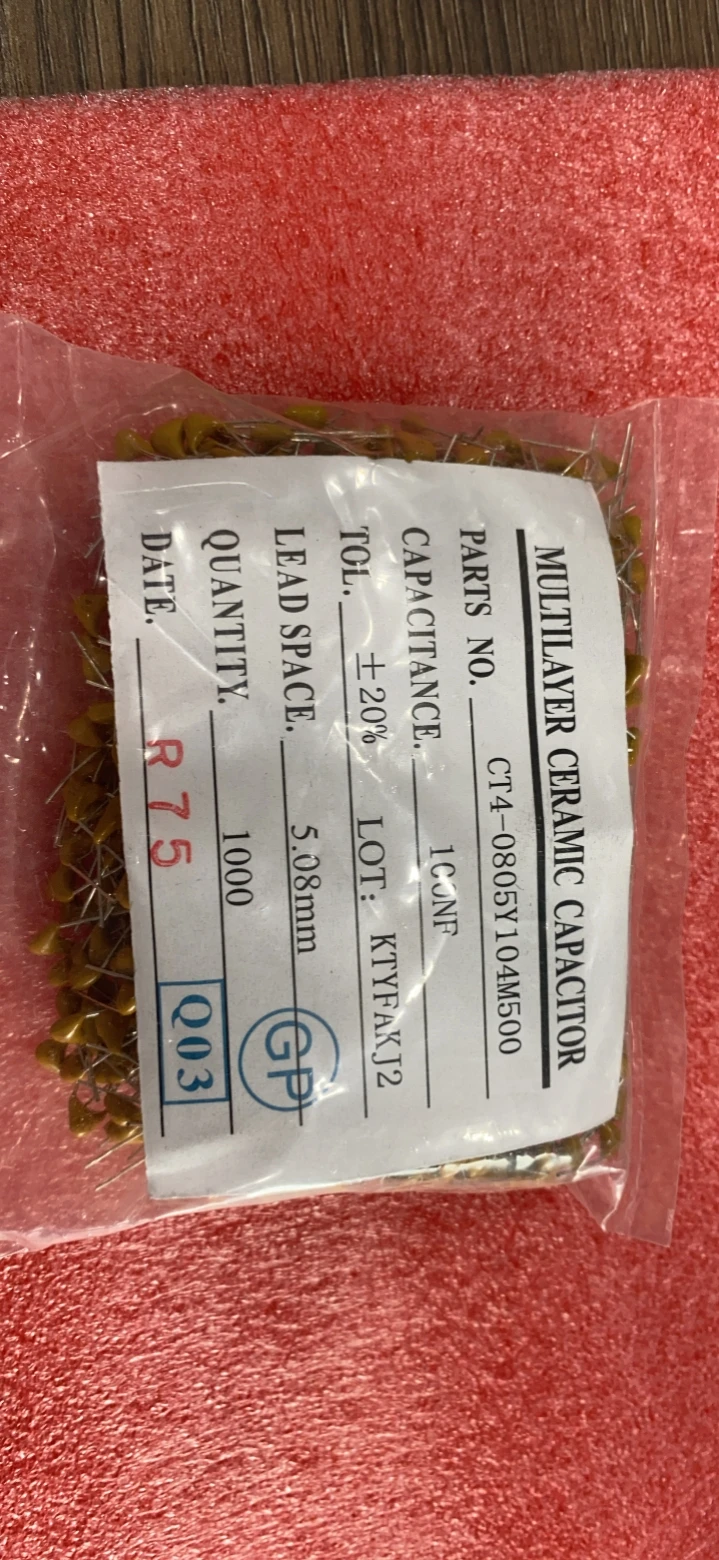 MULTILAYER CERAMIC CAPACITOR
PARTS NO. CT4-0805Y104M500
CAPACITANCE. 100NF
TOL. ±20% LOT: KTYFAKJ2
LEAD SPACE. 5.08mm
GP
QUANTITY. 1000
DATE. R75
Q03